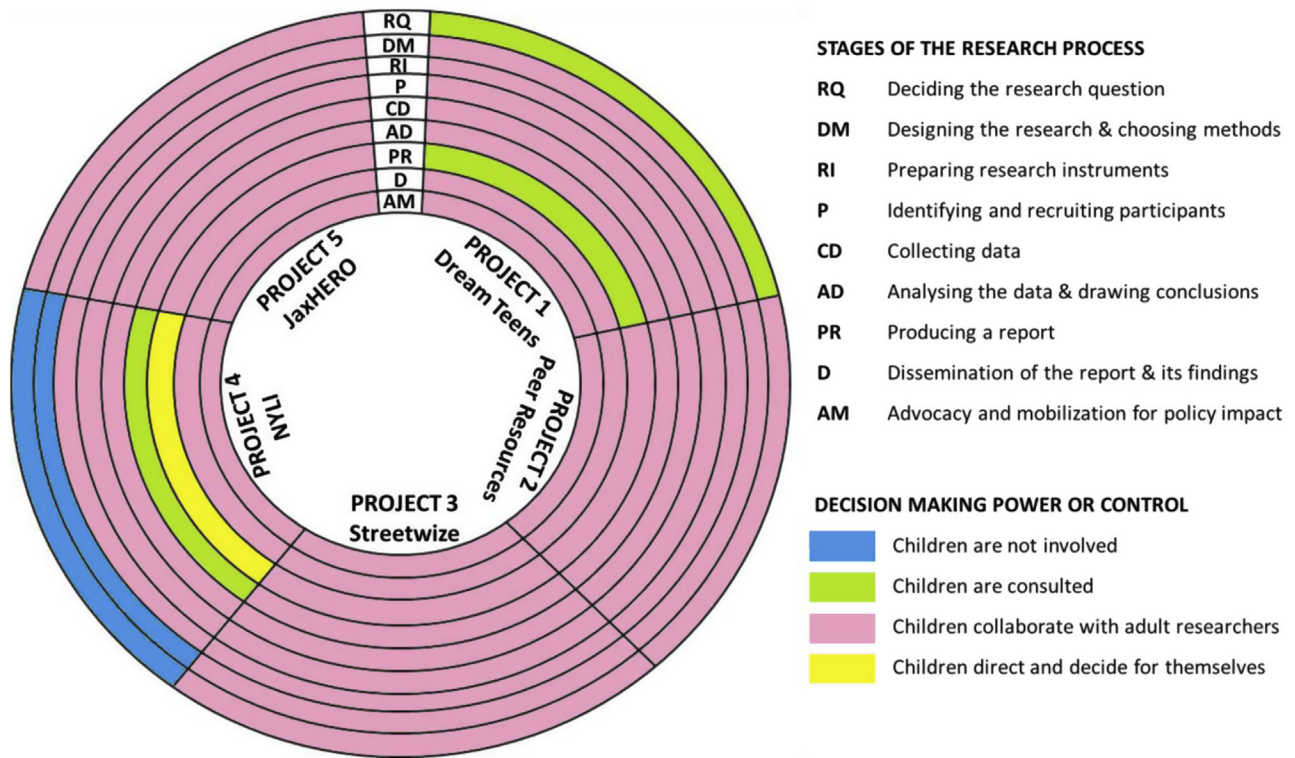 RQ
DM
RI
P
CD
AD
PR
D
AM
PROJECT 1
Dream Teens
PROJECT 2
Peer Resources
PROJECT 3
Streetwize
PROJECT 4
NYLI
PROJECT 5
JaxHERO
STAGES OF THE RESEARCH PROCESS
RQ Deciding the research question
DM Designing the research & choosing methods
RI Preparing research instruments
P Identifying and recruiting participants
CD Collecting data
AD Analysing the data & drawing conclusions
PR Producing a report
D Dissemination of the report & its findings
AM Advocacy and mobilization for policy impact
DECISION MAKING POWER OR CONTROL
Children are not involved
Children are consulted
Children collaborate with adult researchers
Children direct and decide for themselves